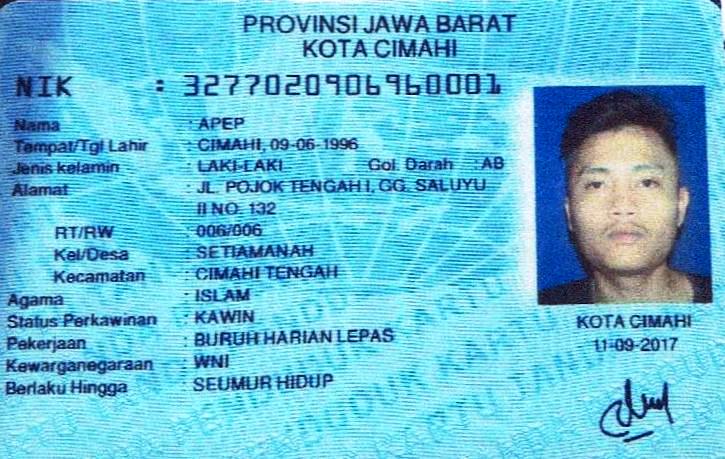 PROVINSI JAWA BARAT
KOTA CIMAHI
NIK : 3277020906960001
Nama : APEP
Tempat/Tgl Lahir : CIMAHI, 09-06-1996
Jenis kelamin : LAKI-LAKI Gol. Darah : AB
Alamat : JL. POJOK TENGAH I, GG. SALUYU
II NO. 132
RT/RW : 006/006
Kel/Desa : SETIAMANAH
Kecamatan : CIMAHI TENGAH
Agama : ISLAM
Status Perkawinan : KAWIN
Pekerjaan : BURUH HARIAN LEPAS
Kewarganegaraan : WNI
Berlaku Hingga : SEUMUR HIDUP
KOTA CIMAHI
11-09-2017